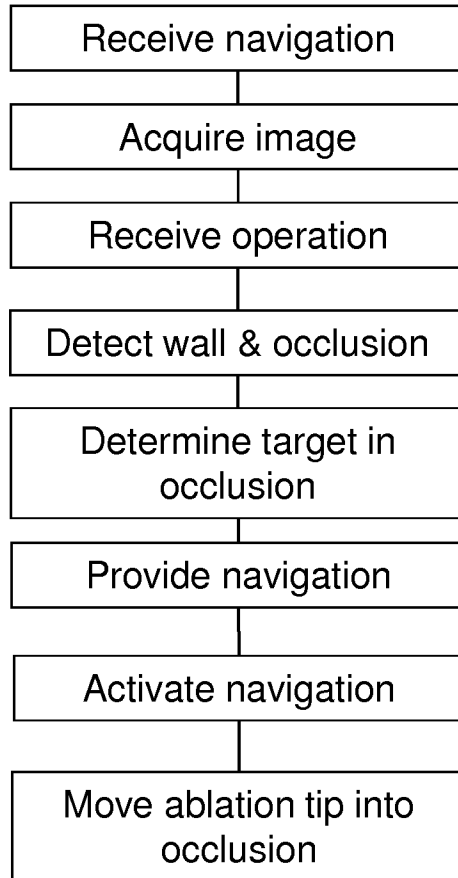 Receive navigation
Acquire image
Receive operation
Detect wall & occlusion
Determine target in
occlusion
Provide navigation
Activate navigation
Move ablation tip into
occlusion